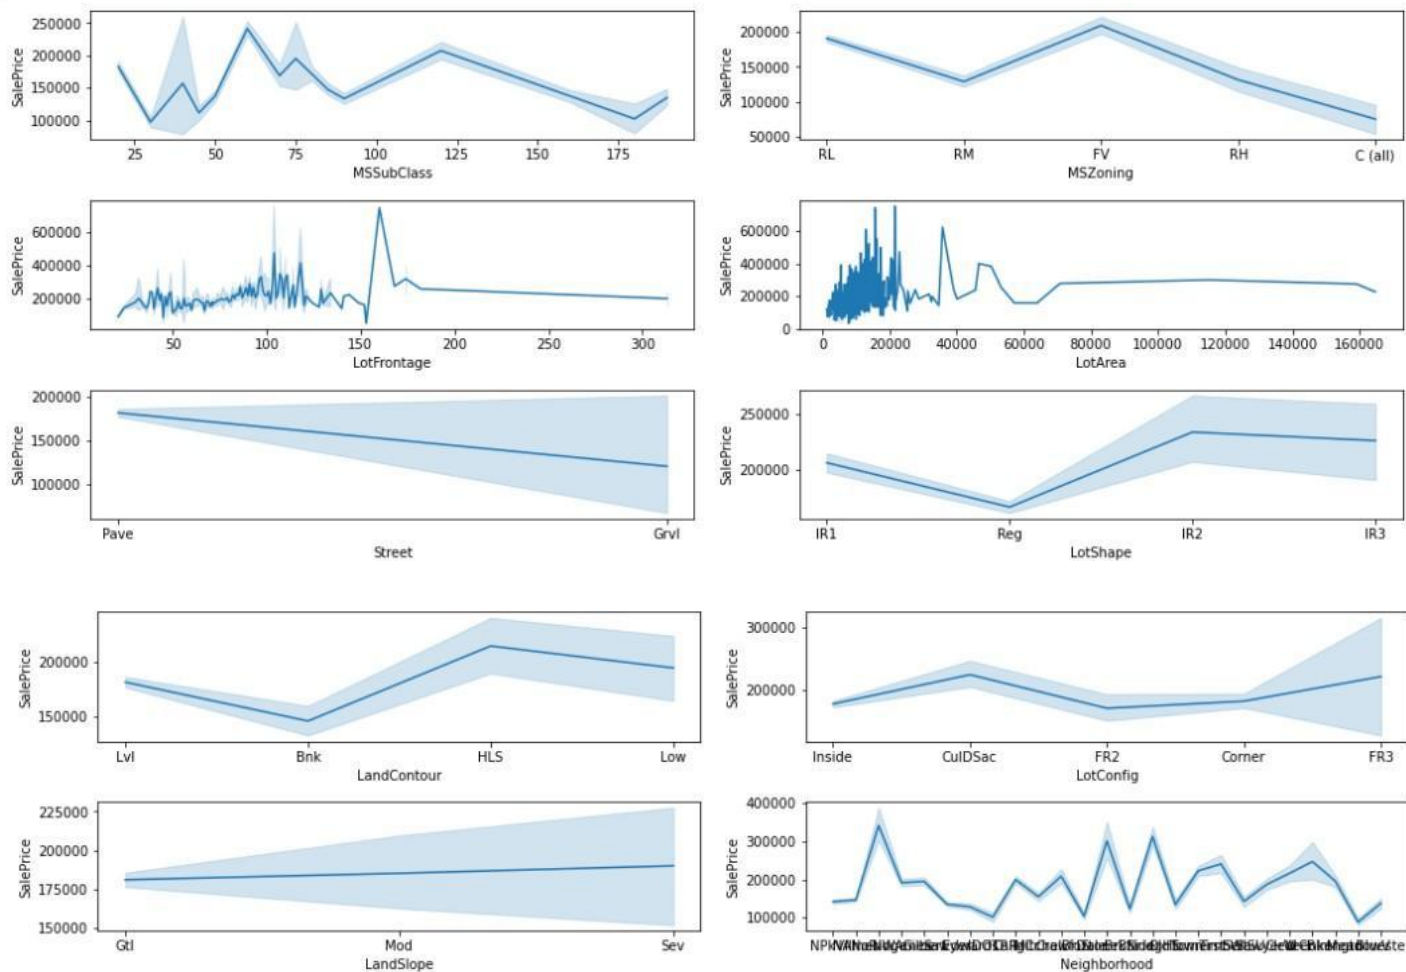 250000
200000
150000
100000
SalePrice
25 50 75 100 125 150 175
MSSubClass
200000
150000
100000
50000
SalePrice
RL RM FV RH C (all)
MSZoning
600000
400000
200000
SalePrice
50 100 150 200 250 300
LotFrontage
600000
400000
200000
0
SalePrice
0 20000 40000 60000 80000 100000 120000 140000 160000
LotArea
200000
150000
100000
SalePrice
Pave Grvl
Street
250000
200000
SalePrice
IR1 Reg IR2 IR3
LotShape
200000
150000
SalePrice
Lvl Bnk HLS Low
LandContour
300000
200000
SalePrice
Inside CulDSac FR2 Corner FR3
LotConfig
225000
200000
175000
150000
SalePrice
Gtl Mod Sev
LandSlope
400000
300000
200000
100000
SalePrice
Neighborhood